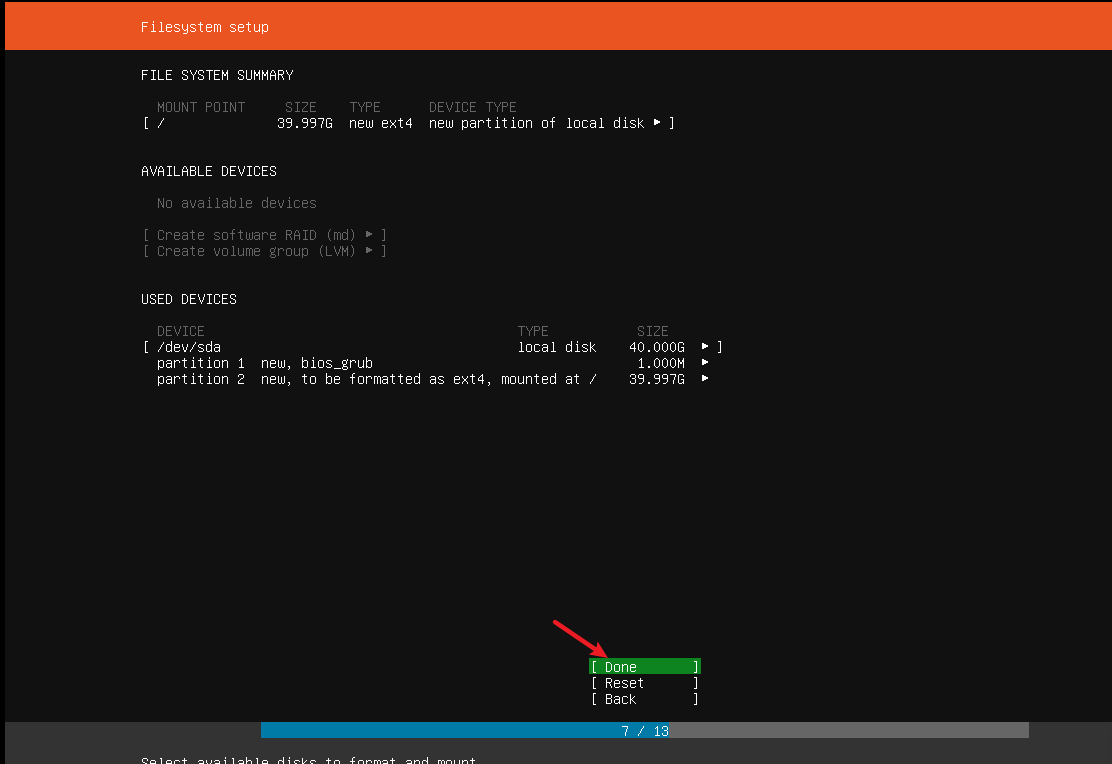 Filesystem setup
FILE SYSTEM SUMMARY
MOUNT POINT SIZE TYPE DEVICE TYPE
[ / 39.997G new ext4 new partition of local disk ▸ ]
AVAILABLE DEVICES
No available devices
[ Create software RAID (md) ▸ ]
[ Create volume group (LVM) ▸ ]
USED DEVICES
DEVICE TYPE SIZE
[ /dev/sda local disk 40.000G ▸ ]
partition 1 new, bios_grub 1.000M ▸
partition 2 new, to be formatted as ext4, mounted at / 39.997G ▸
[ Done ]
[ Reset ]
[ Back ]
7 / 13
Select available disks to format and mount